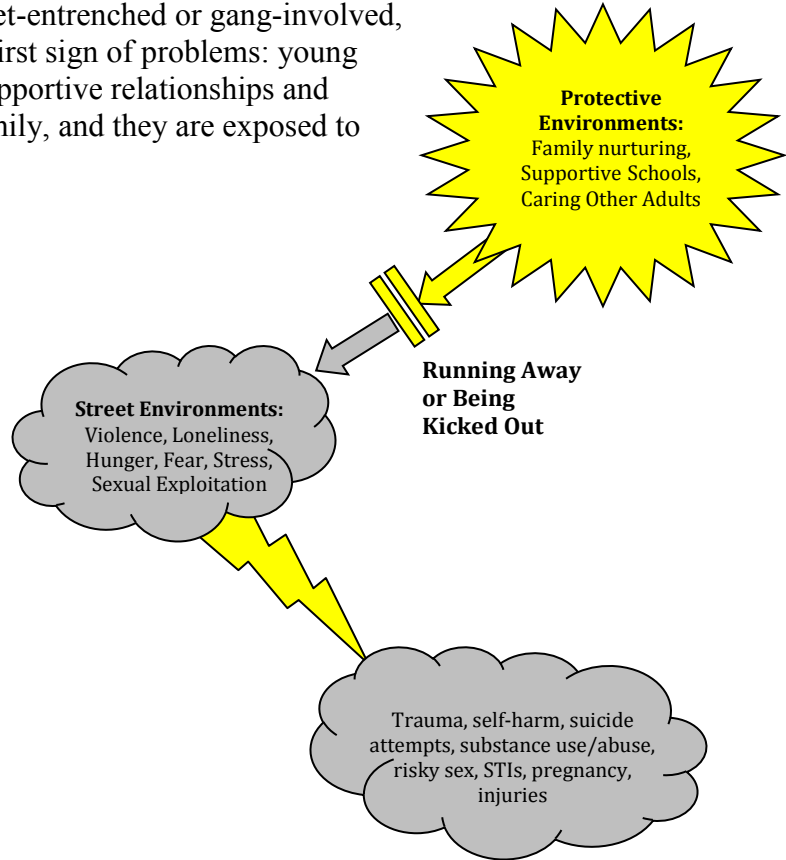 et-entrenched or gang-involved,
irst sign of problems: young
pportive relationships and
mily, and they are exposed to
Protective
Environments:
Family nurturing,
Supportive Schools,
Caring Other Adults
Running Away
or Being
Kicked Out
Street Environments:
Violence, Loneliness,
Hunger, Fear, Stress,
Sexual Exploitation
Trauma, self-harm, suicide
attempts, substance use/abuse,
risky sex, STIs, pregnancy,
injuries